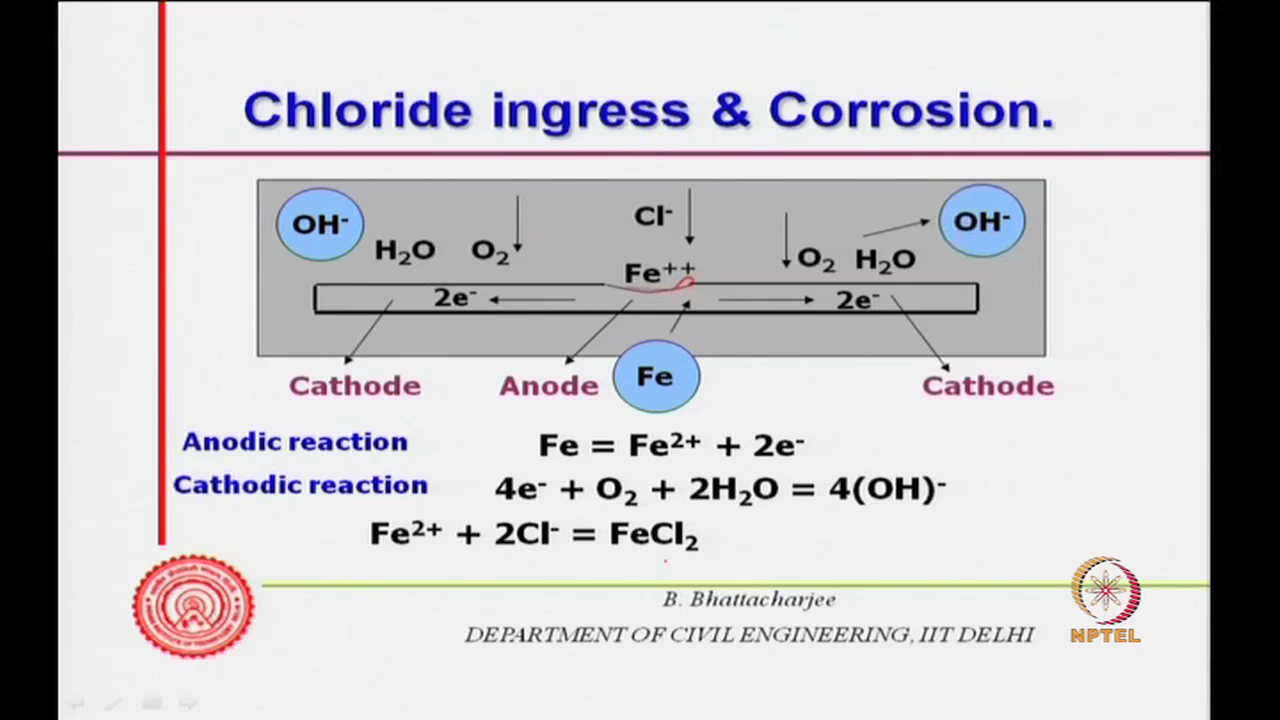 Chloride ingress & Corrosion.
OH⁻ Cl⁻ OH⁻
H₂O O₂ O₂ H₂O
Fe⁺⁺
2e⁻ 2e⁻
Cathode Anode Fe Cathode
Anodic reaction Fe = Fe²⁺ + 2e⁻
Cathodic reaction 4e⁻ + O₂ + 2H₂O = 4(OH)⁻
Fe²⁺ + 2Cl⁻ = FeCl₂
B. Bhattacharjee
DEPARTMENT OF CIVIL ENGINEERING, IIT DELHI
NPTEL